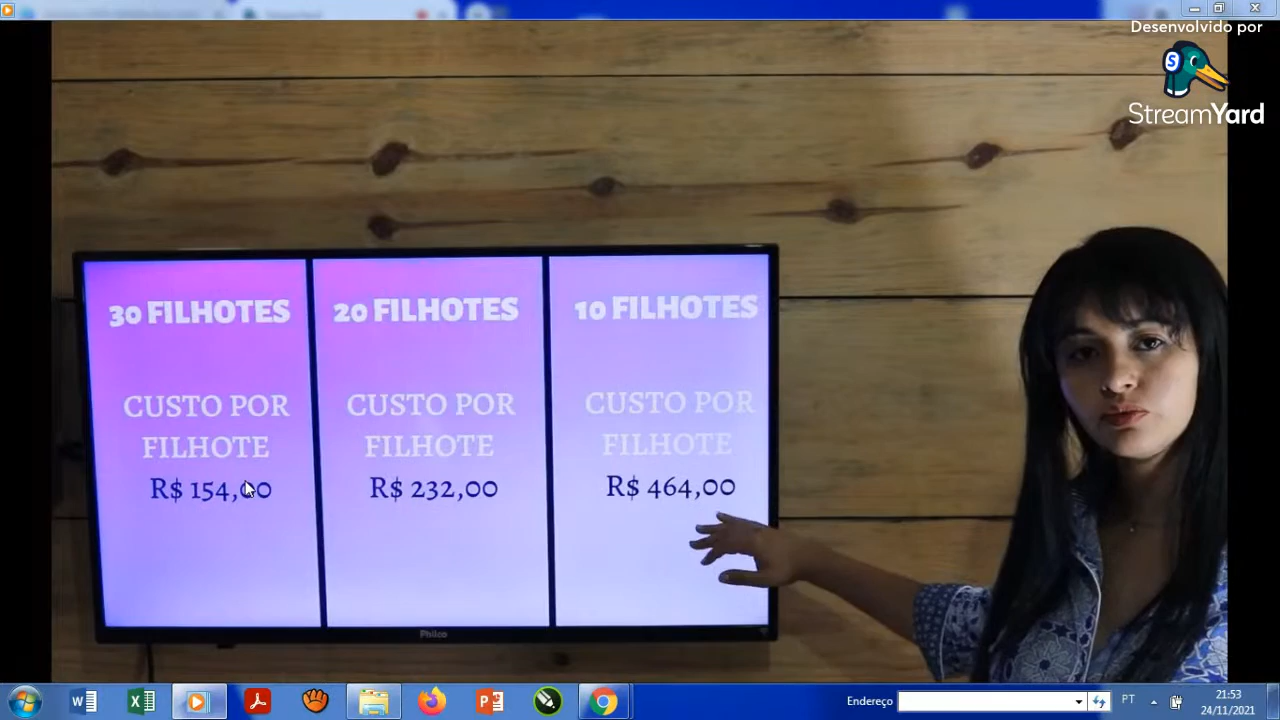 Desenvolvido por
StreamYard
30 FILHOTES
CUSTO POR
FILHOTE
R$ 154,00
20 FILHOTES
CUSTO POR
FILHOTE
R$ 232,00
10 FILHOTES
CUSTO POR
FILHOTE
R$ 464,00
Philco
Endereço
PT
21:53
24/11/2021